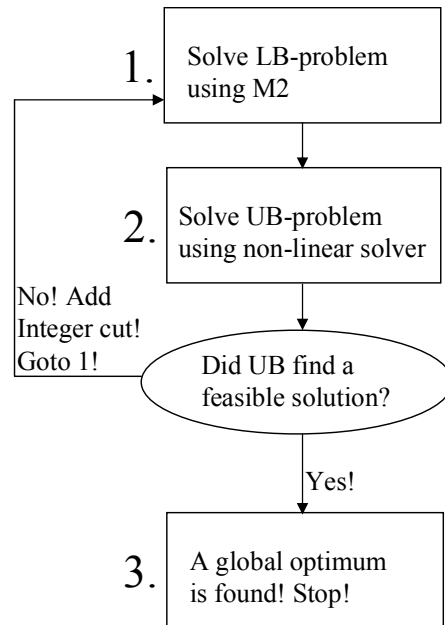 1.
Solve LB-problem
using M2
2.
Solve UB-problem
using non-linear solver
No! Add
Integer cut!
Goto 1!
Did UB find a
feasible solution?
Yes!
3.
A global optimum
is found! Stop!